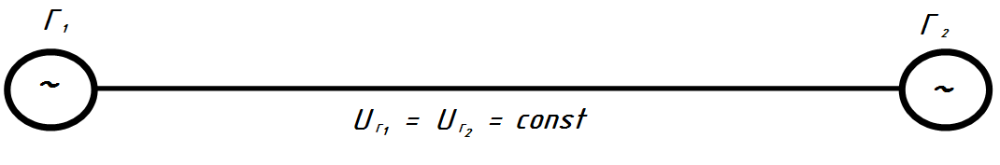 Г₁ Г₂
~ ~
U_Г₁ = U_Г₂ = const